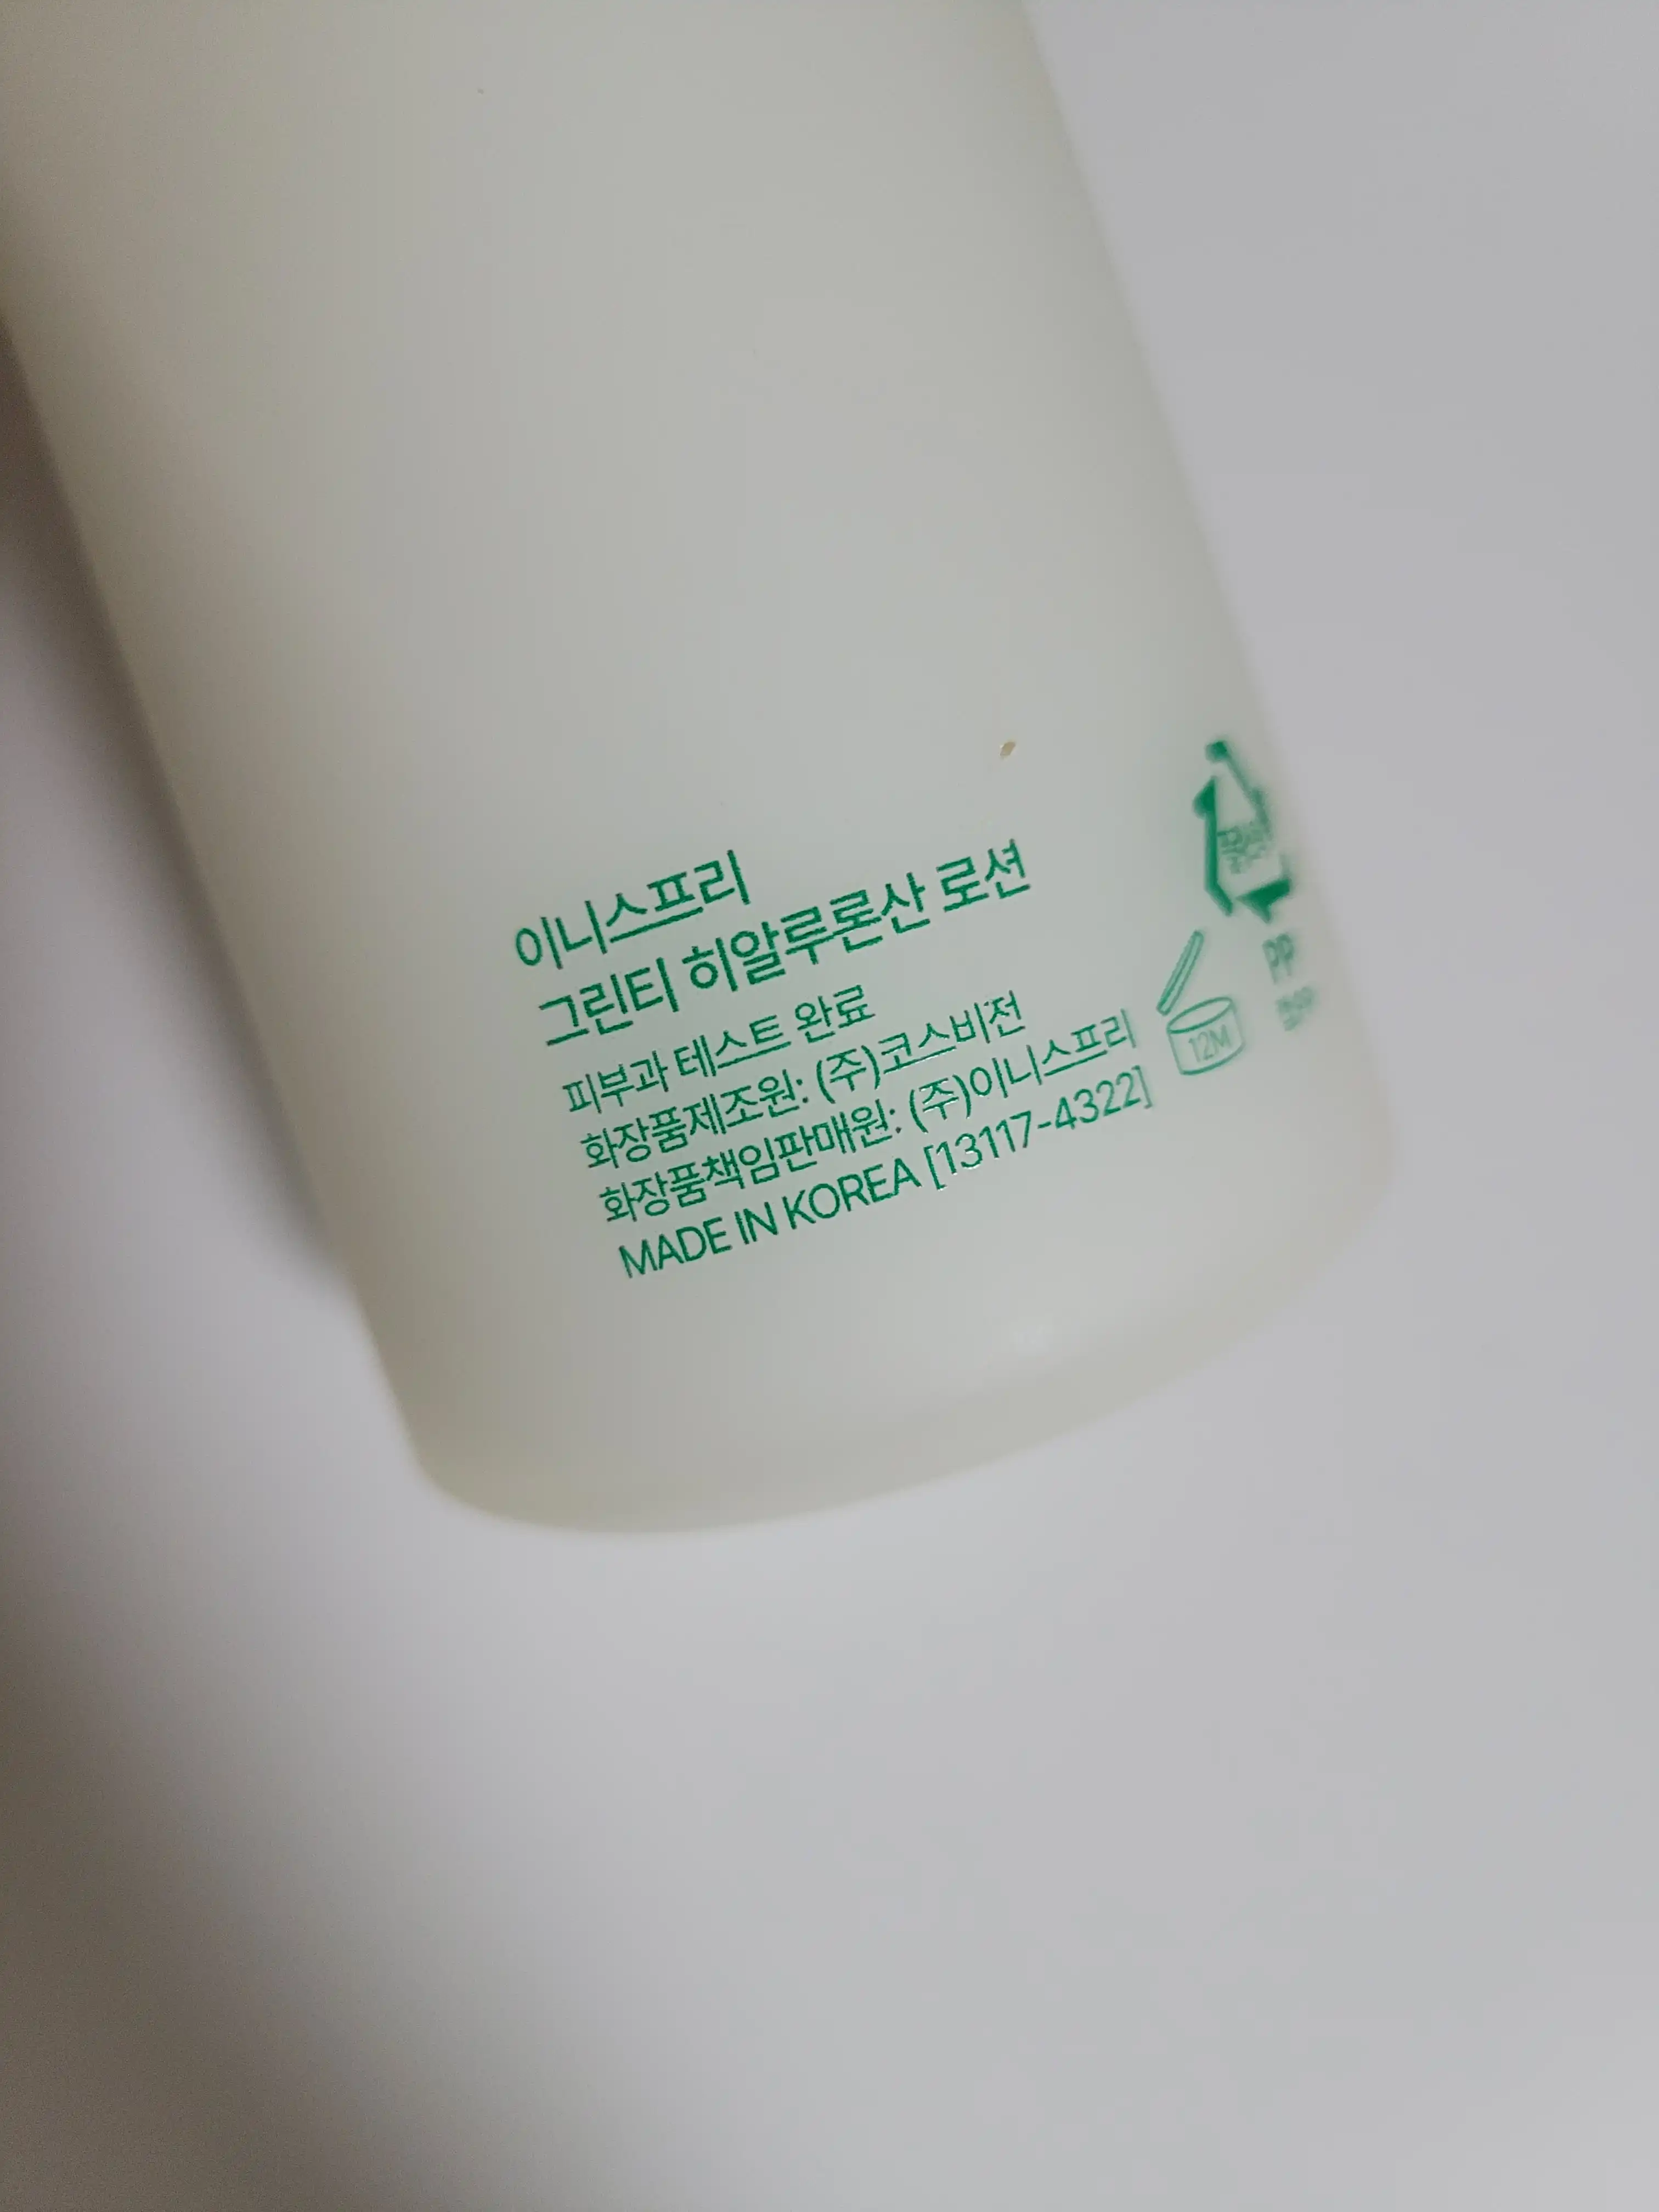 이니스프리
그린티 히알루론산 로션
피부과 테스트 완료
화장품제조원: (주)코스비전
화장품책임판매원: (주)이니스프리
MADE IN KOREA [13117-4322]
12M
PP